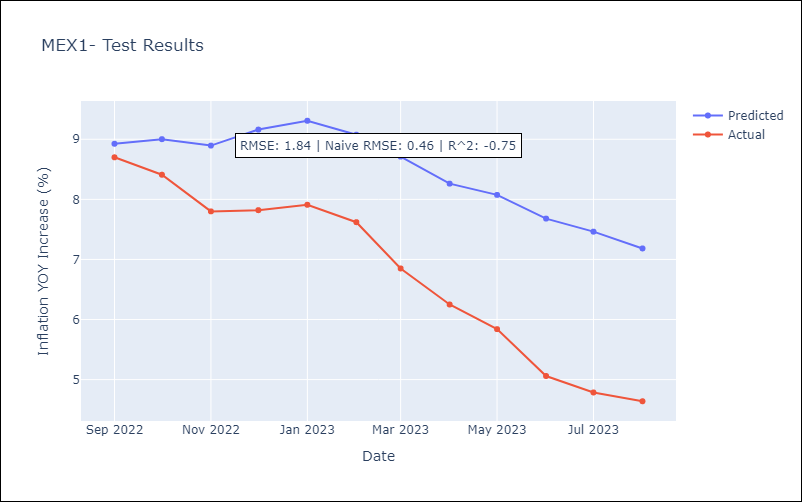 MEX1- Test Results
Predicted
Actual
RMSE: 1.84 | Naive RMSE: 0.46 | R^2: -0.75
Inflation YOY Increase (%)
9
8
7
6
5
Sep 2022
Nov 2022
Jan 2023
Mar 2023
May 2023
Jul 2023
Date